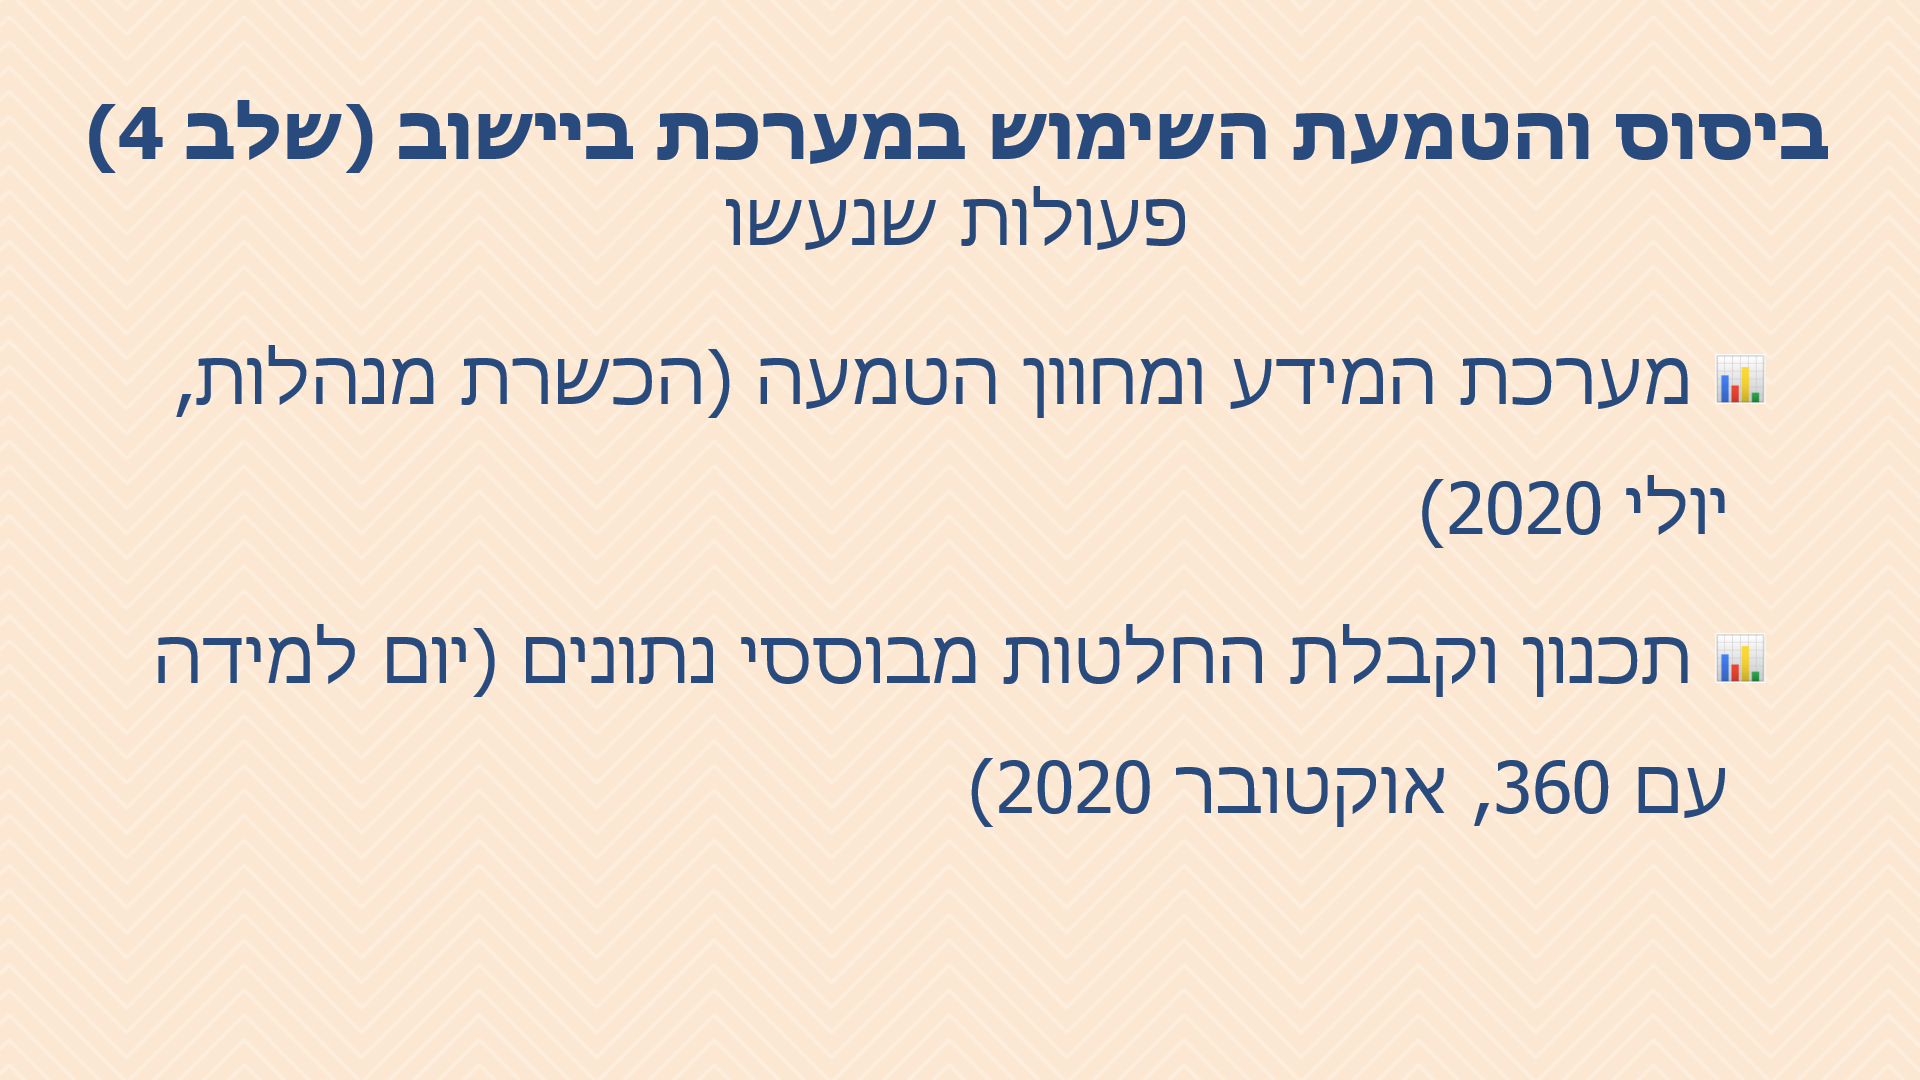 ביסוס והטמעת השימוש במערכת ביישוב (שלב 4)
פעולות שנעשו
מערכת המידע ומחוון הטמעה (הכשרת מנהלות,
יולי 2020)
תכנון וקבלת החלטות מבוססי נתונים (יום למידה
עם 360, אוקטובר 2020)